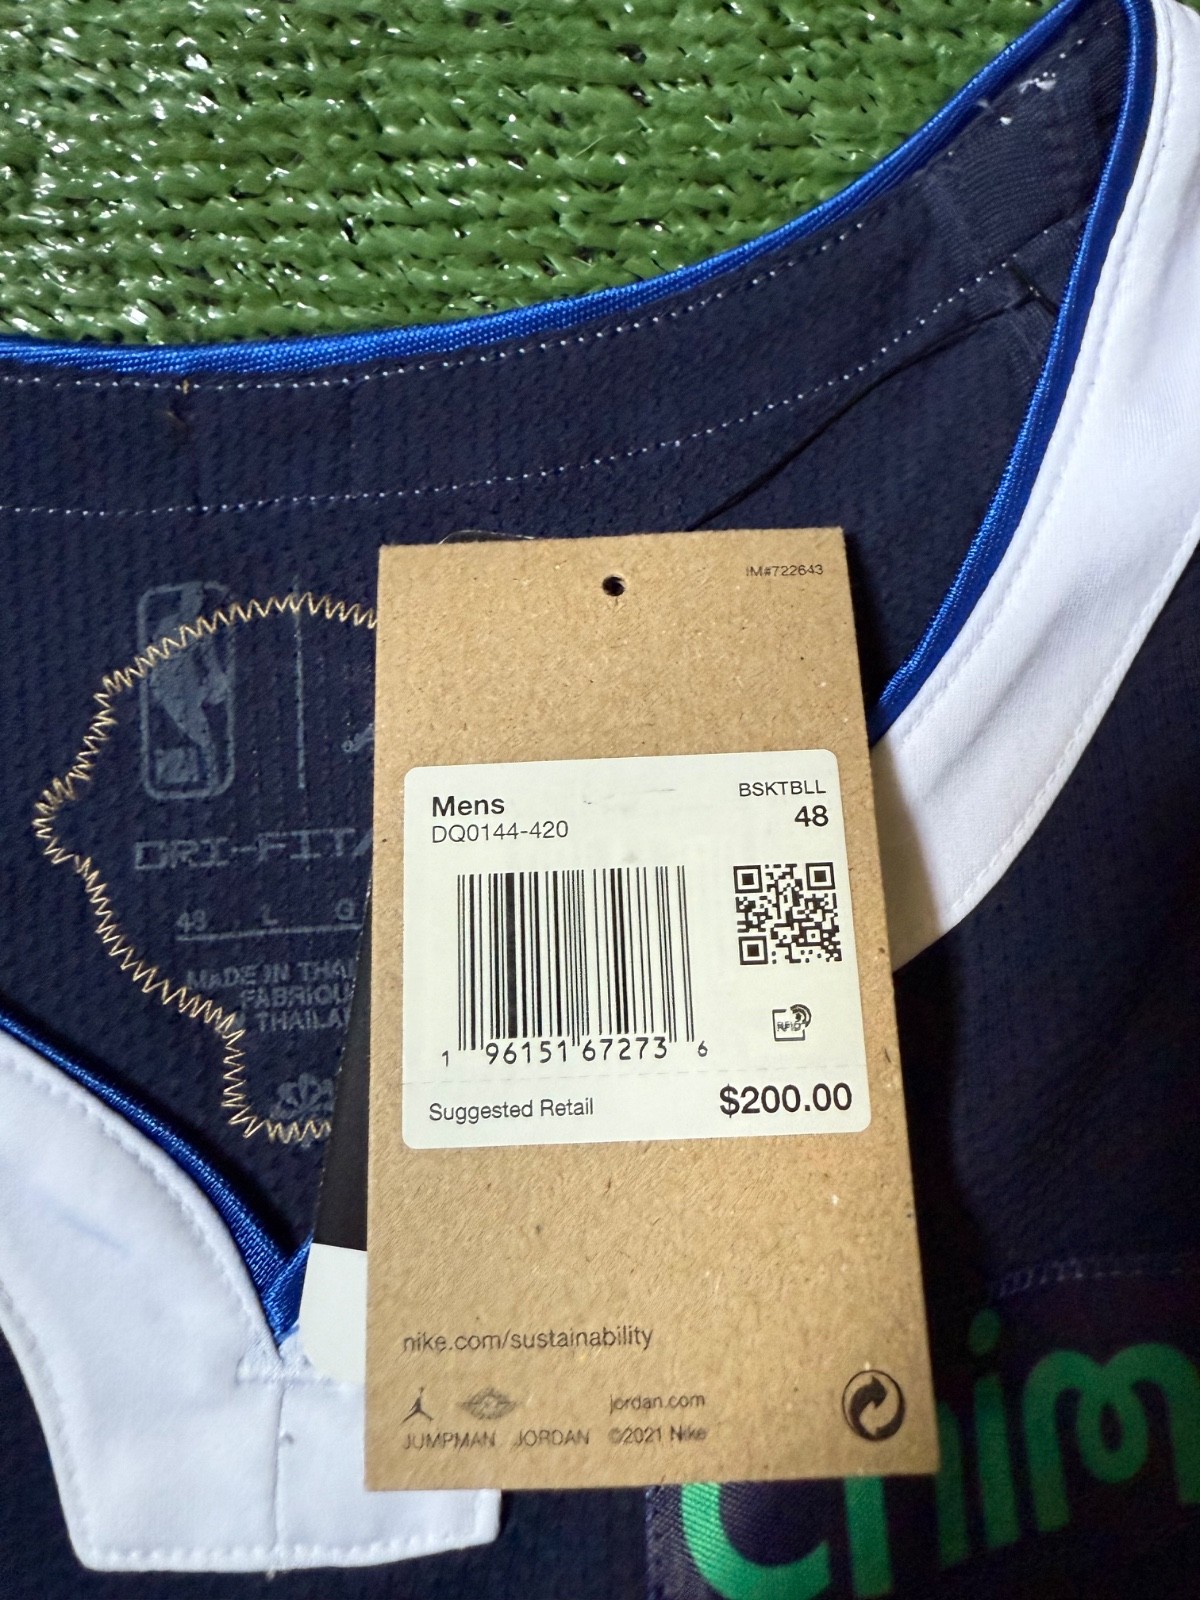 IM#722643
Mens
BSKTBLL
DQ0144-420
48
1 96151 67273 6
RFID
Suggested Retail
$200.00
nike.com/sustainability
jordan.com
JUMPMAN JORDAN ©2021 Nike
DRI-FIT
48 L G
MADE IN THAI
FABRIQU
THAILA
Chim